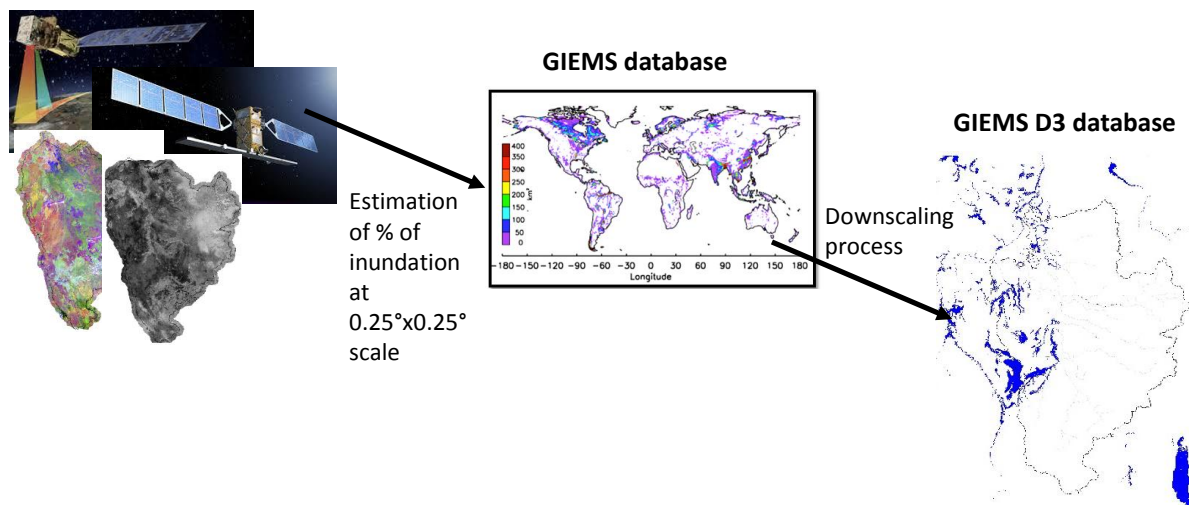 GIEMS database
GIEMS D3 database
Estimation
of % of
inundation
at
0.25°x0.25°
scale
400
350
300
250
200
150
100
50
0
km²
-180 -150 -120 -90 -60 -30 0 30 60 90 120 150 180
Longitude
Downscaling
process